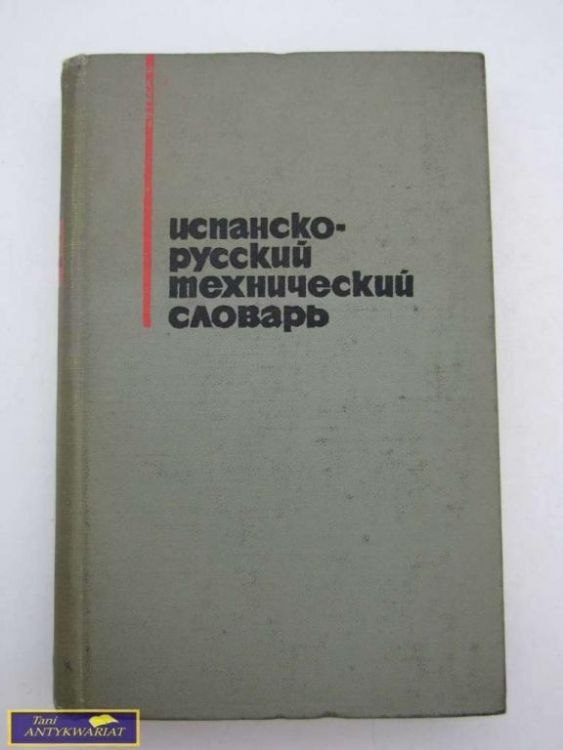 испанско-
русский
технический
словарь
Tani
ANTYKWARIAT